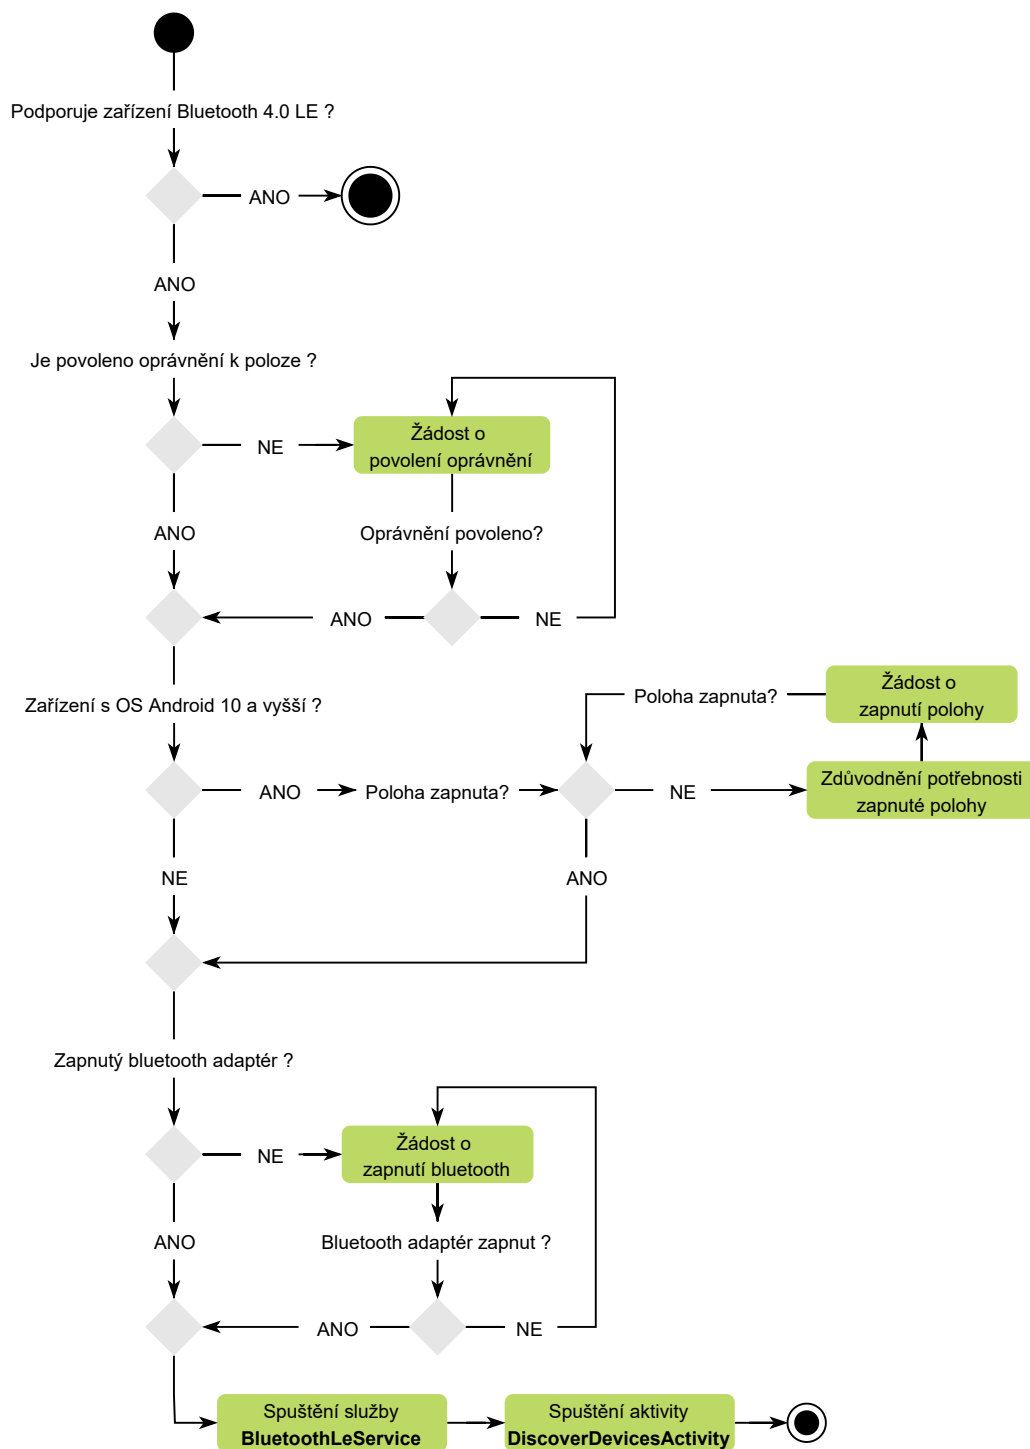 Podporuje zařízení Bluetooth 4.0 LE ?
ANO
ANO
Je povoleno oprávnění k poloze ?
NE
Žádost o
povolení oprávnění
ANO
Oprávnění povoleno?
ANO
NE
Zařízení s OS Android 10 a vyšší ?
Poloha zapnuta?
Žádost o
zapnutí polohy
ANO
Poloha zapnuta?
NE
Zdůvodnění potřebnosti
zapnuté polohy
NE
ANO
Zapnutý bluetooth adaptér ?
NE
Žádost o
zapnutí bluetooth
ANO
Bluetooth adaptér zapnut ?
ANO
NE
Spuštění služby
BluetoothLeService
Spuštění aktivity
DiscoverDevicesActivity